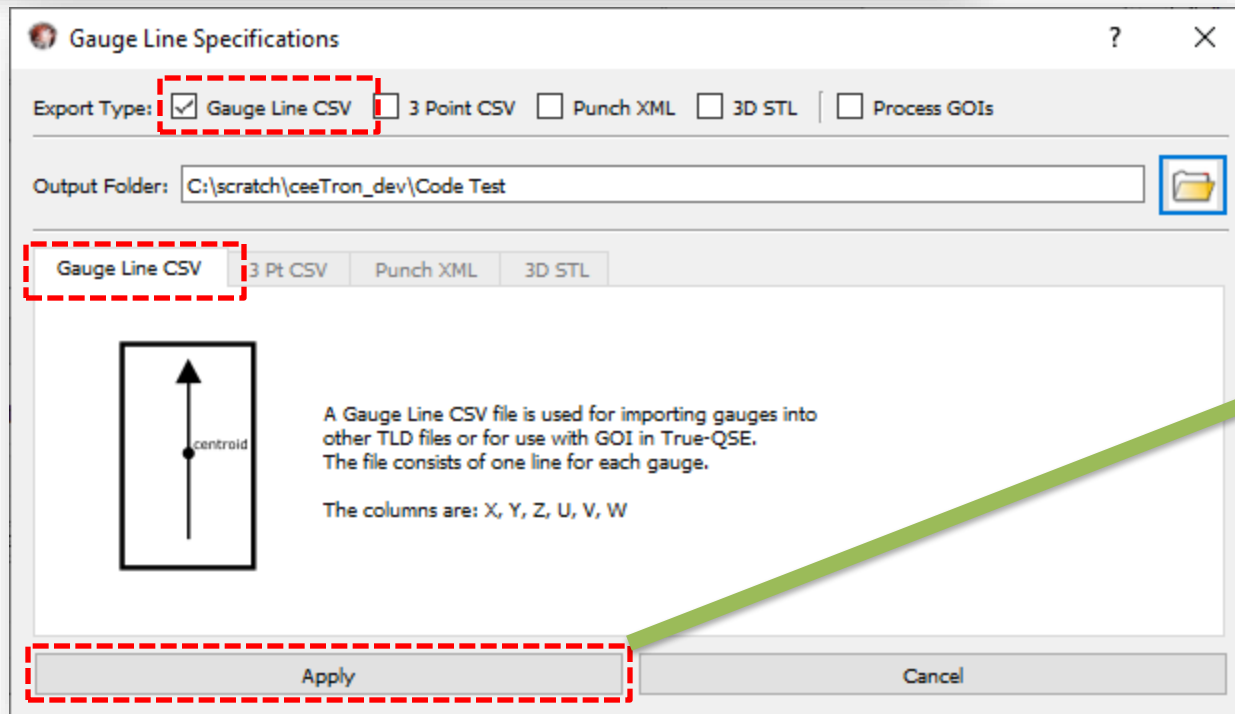 Gauge Line Specifications ?
Export Type: Gauge Line CSV 3 Point CSV Punch XML 3D STL Process GOIs
Output Folder: C:\scratch\ceeTron_dev\Code Test
Gauge Line CSV 3 Pt CSV Punch XML 3D STL
centroid
A Gauge Line CSV file is used for importing gauges into
other TLD files or for use with GOI in True-QSE.
The file consists of one line for each gauge.
The columns are: X, Y, Z, U, V, W
Apply Cancel